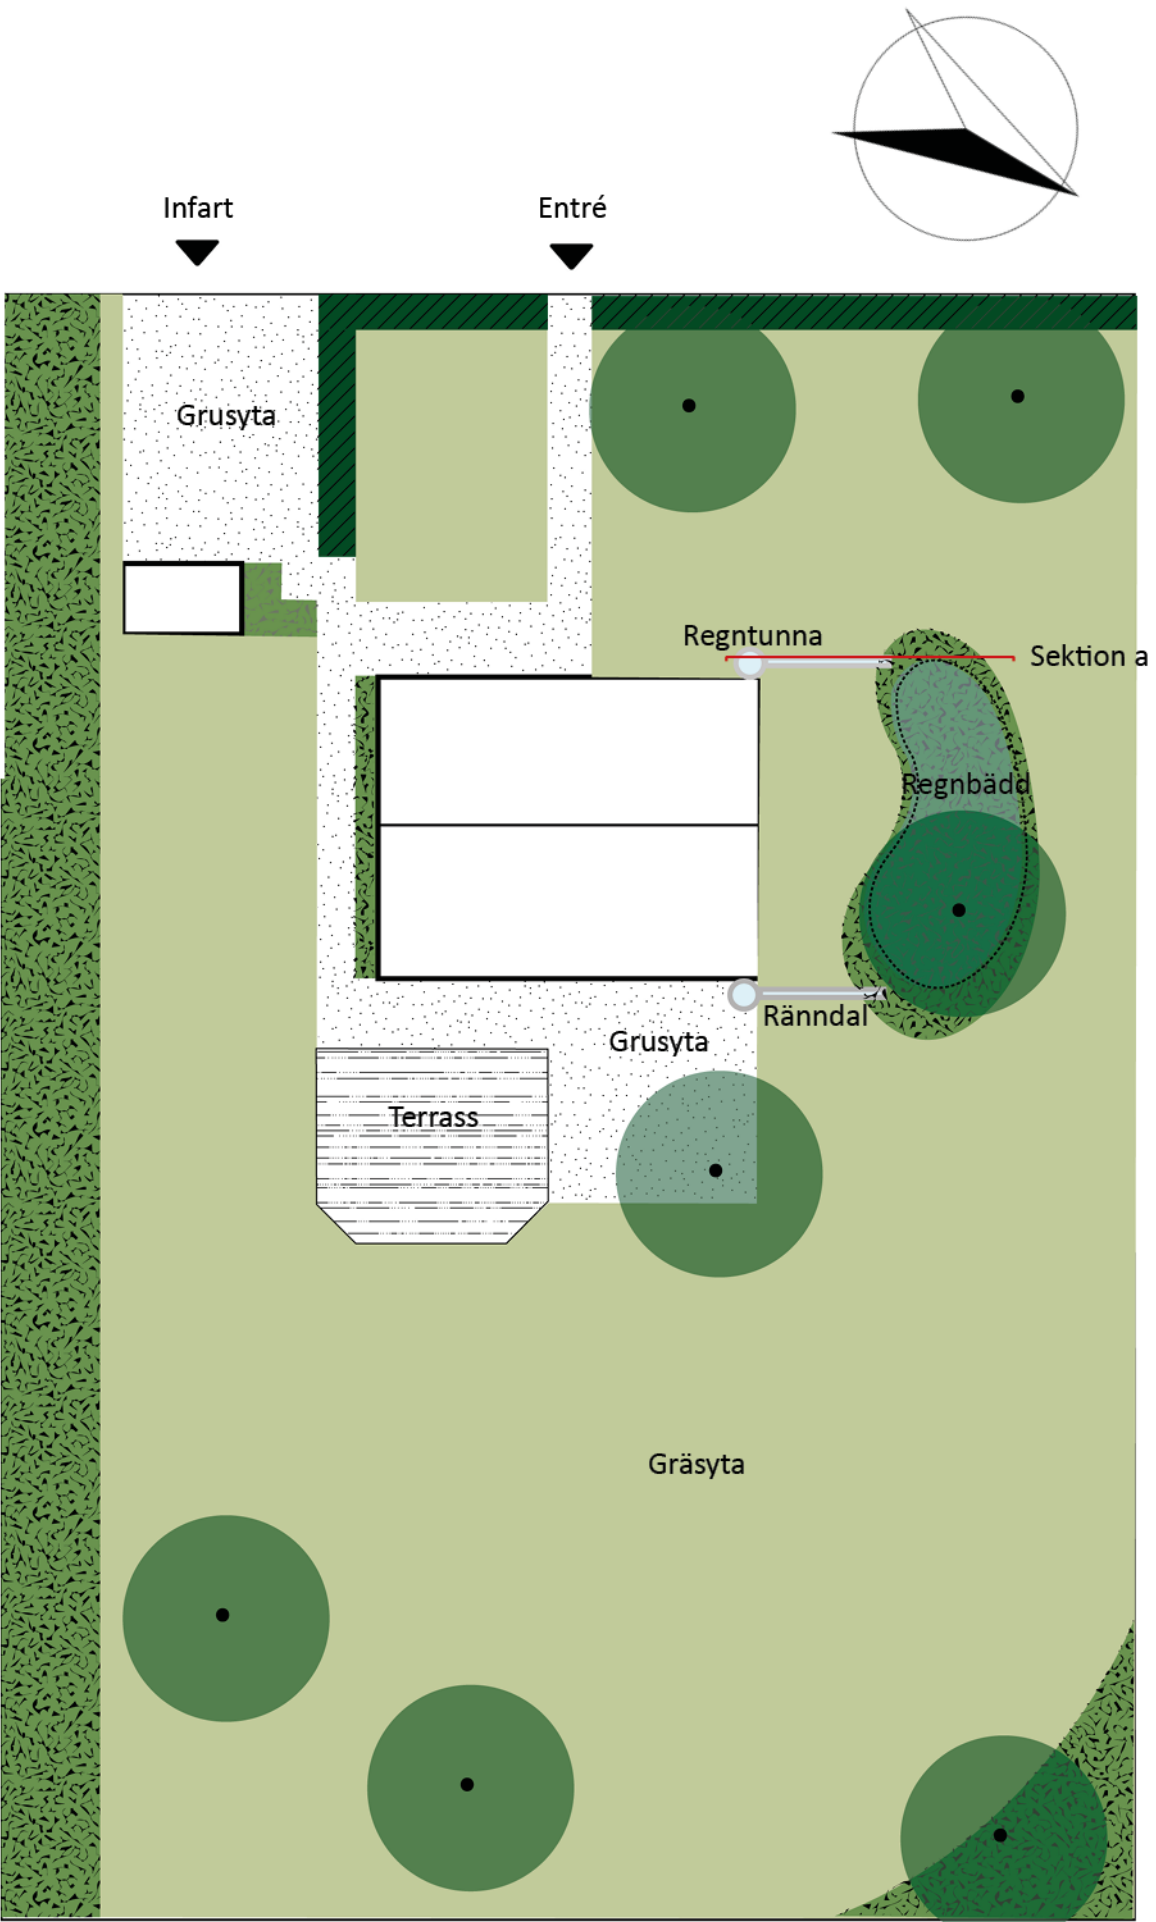 Infart
Entré
Grusyta
Regntunna
Sektion a
Regnbädd
Ränndal
Grusyta
Terrass
Gräsyta